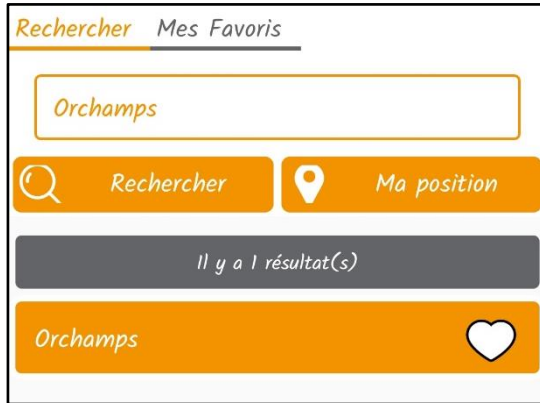 Rechercher Mes Favoris
Orchamps
Rechercher Ma position
Il y a 1 résultat(s)
Orchamps